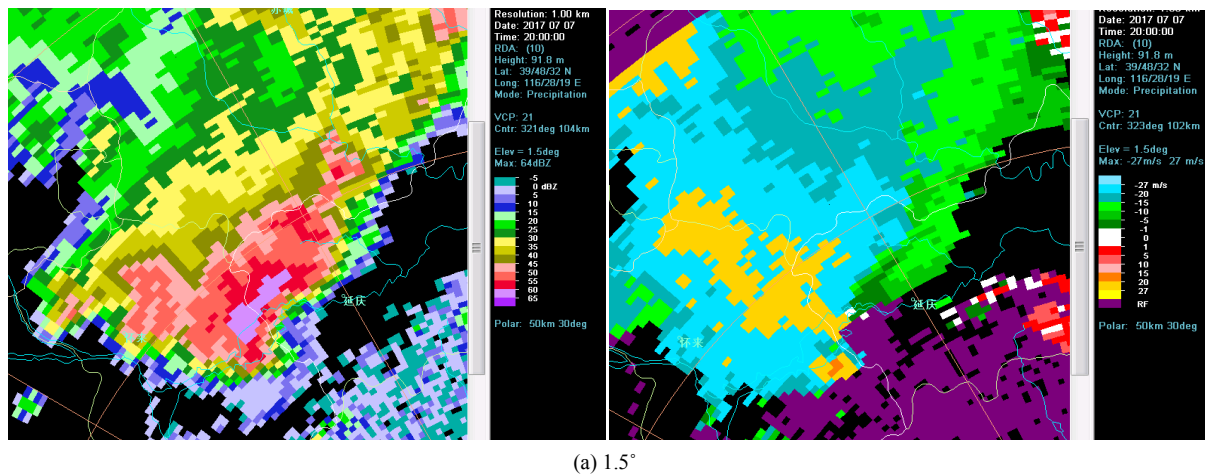 Resolution: 1.00 km
Date: 2017 07 07
Time: 20:00:00
RDA: (10)
Height: 91.8 m
Lat: 39/48/32 N
Long: 116/28/19 E
Mode: Precipitation
VCP: 21
Cntr: 321deg 104km
Elev = 1.5deg
Max: 64dBZ
-5
0 dBZ
10
15
20
25
30
35
40
45
50
55
60
65
Polar: 50km 30deg
延庆
Date: 2017 07 07
Time: 20:00:00
RDA: (10)
Height: 91.8 m
Lat: 39/48/32 N
Long: 116/28/19 E
Mode: Precipitation
VCP: 21
Cntr: 323deg 102km
Elev = 1.5deg
Max: -27m/s 27 m/s
-27 m/s
-20
-15
-10
-5
-1
0
1
5
10
15
20
27
RF
Polar: 50km 30deg
延庆
怀来
(a) 1.5°